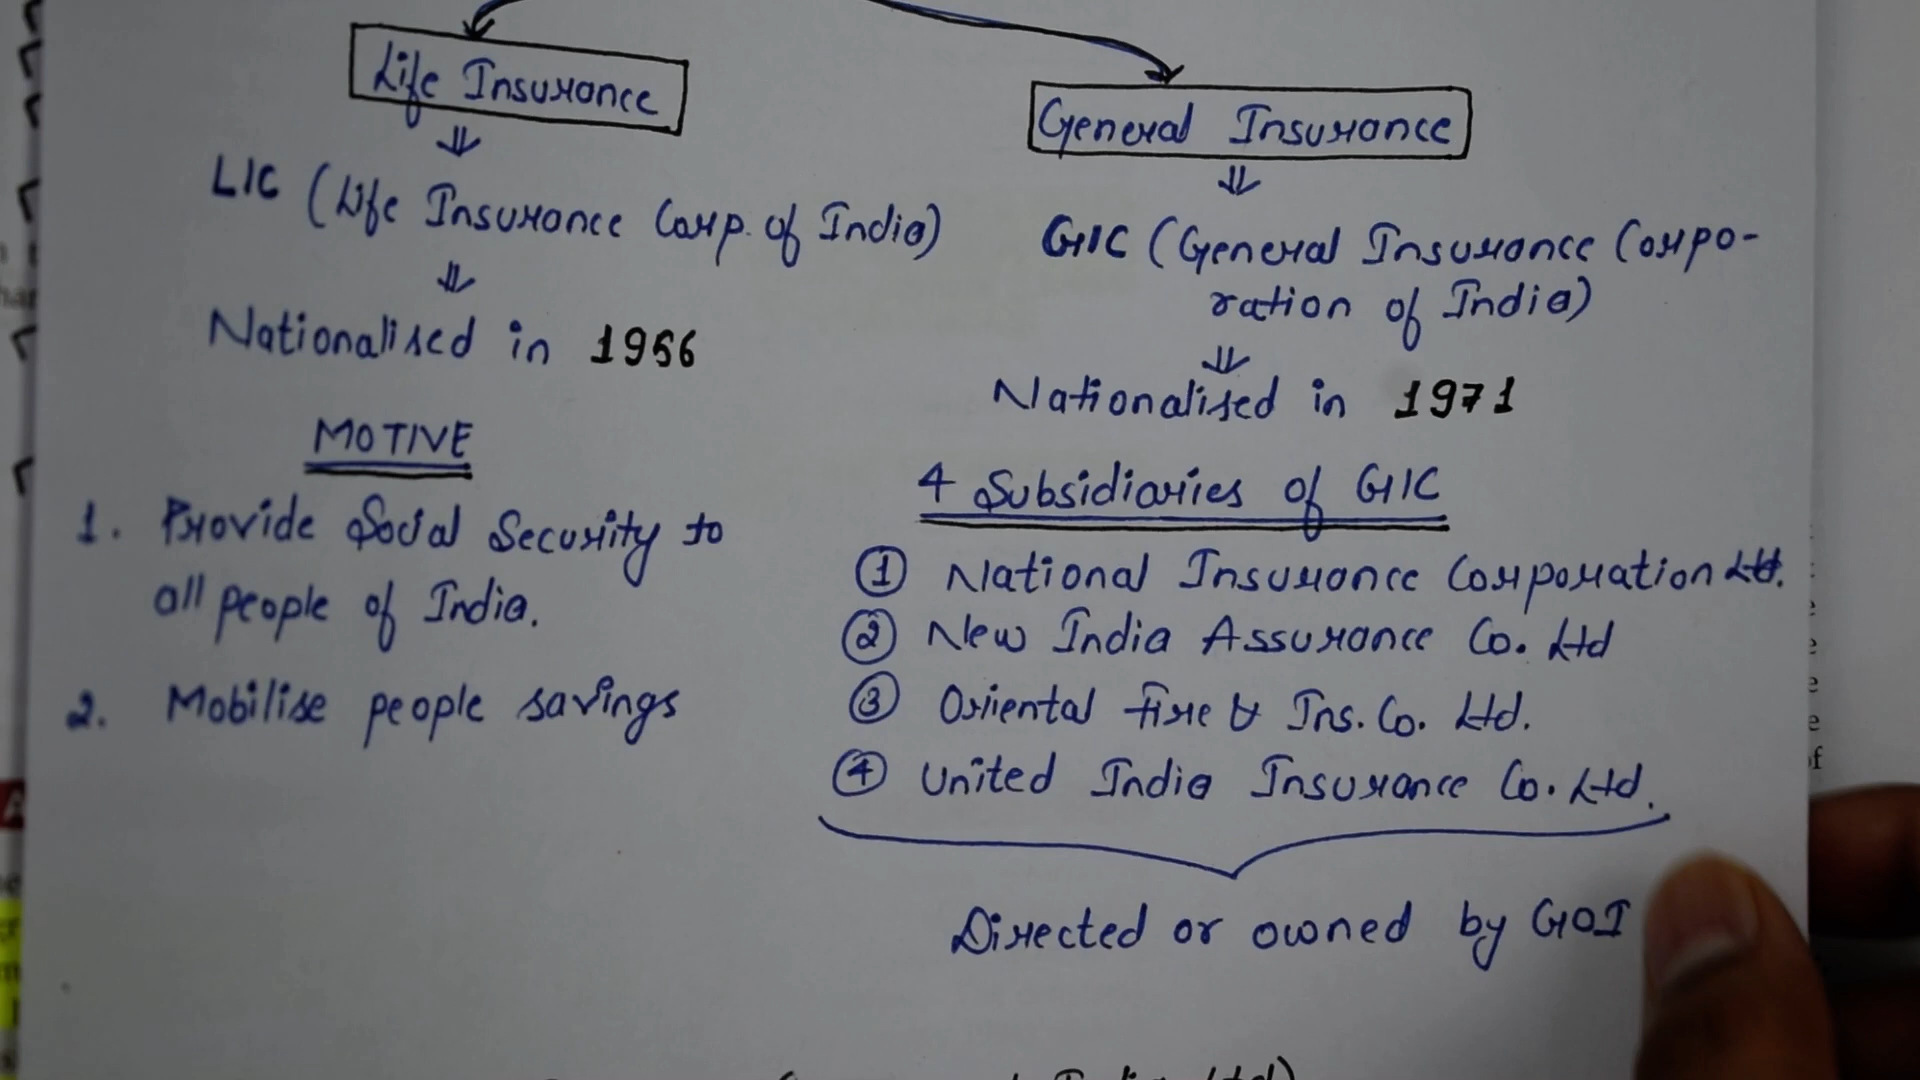 Life Insurance
LIC (Life Insurance Corp. of India)
Nationalised in 1956
MOTIVE
1. Provide Social Security to
all people of India.
2. Mobilise people savings
General Insurance
GIC (General Insurance Corpo-
ration of India)
Nationalised in 1971
4 Subsidiaries of GIC
1 National Insurance Corporation Ltd.
2 New India Assurance Co. Ltd
3 Oriental Fire & Ins. Co. Ltd.
4 United India Insurance Co. Ltd.
Directed or owned by GOI